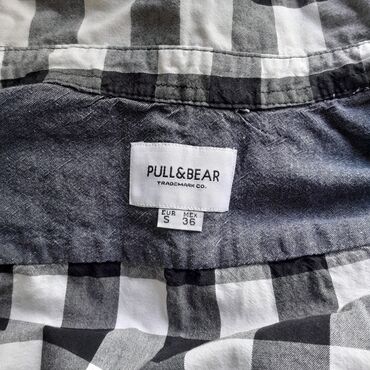 PULL&BEAR
TRADEMARK CO.
EUR MEX
S 36